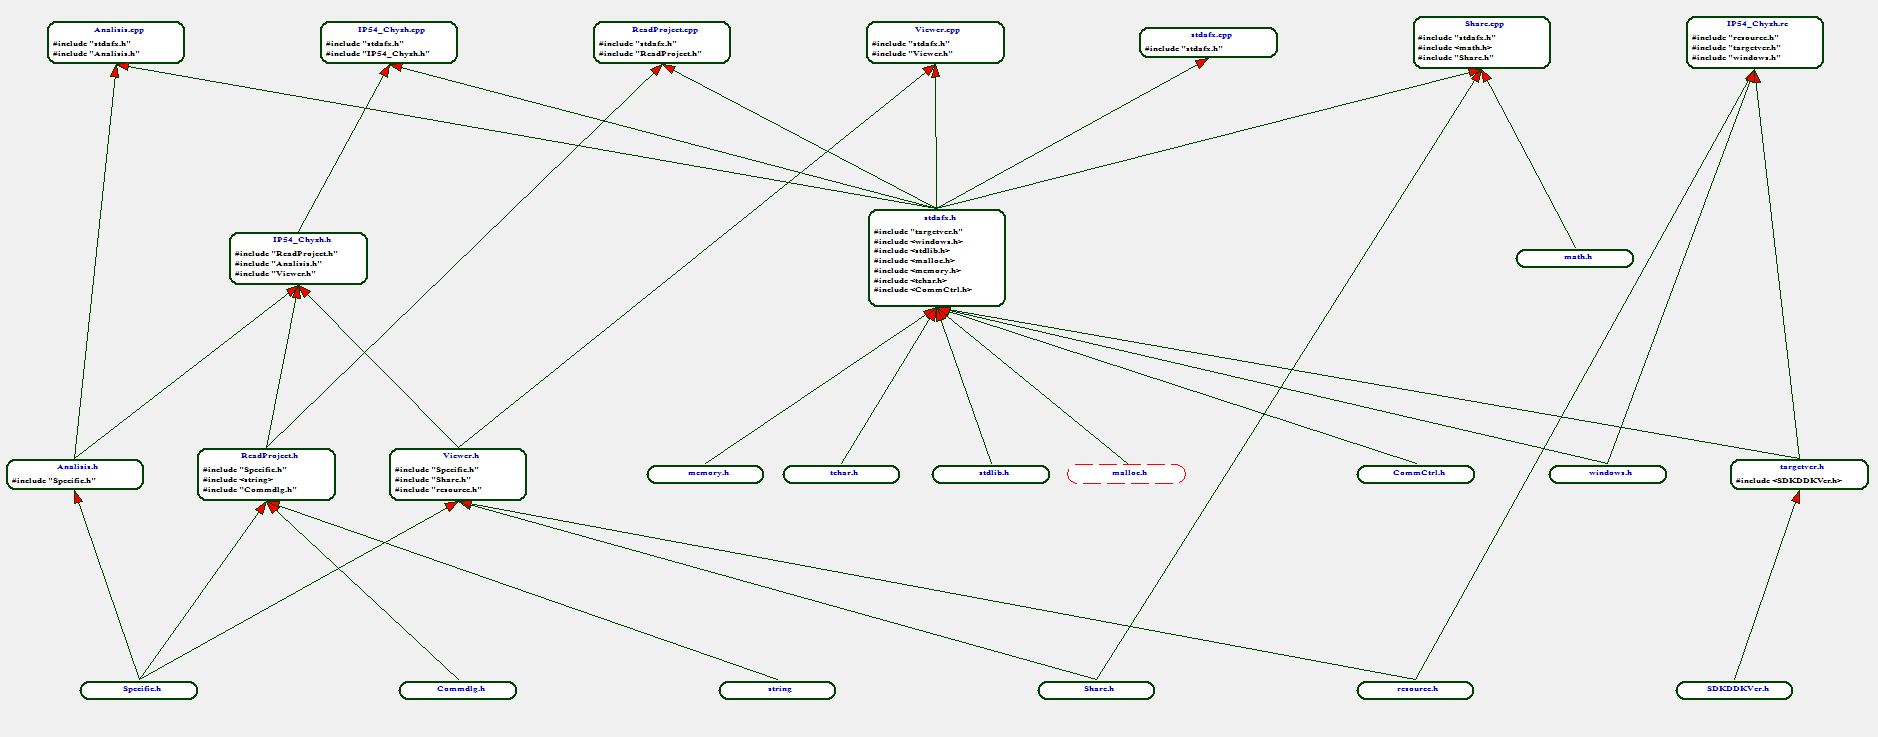 Analisis.cpp
#include "stdafx.h"
#include "Analisis.h"
IP54_Chyzh.cpp
#include "stdafx.h"
#include "IP54_Chyzh.h"
ReadProject.cpp
#include "stdafx.h"
#include "ReadProject.h"
Viewer.cpp
#include "stdafx.h"
#include "Viewer.h"
stdafx.cpp
#include "stdafx.h"
Share.cpp
#include "stdafx.h"
#include <math.h>
#include "Share.h"
IP54_Chyzh.rc
#include "resource.h"
#include "targetver.h"
#include "windows.h"
IP54_Chyzh.h
#include "ReadProject.h"
#include "Analisis.h"
#include "Viewer.h"
stdafx.h
#include "targetver.h"
#include <windows.h>
#include <stdlib.h>
#include <malloc.h>
#include <memory.h>
#include <tchar.h>
#include <CommCtrl.h>
math.h
Analisis.h
#include "Specific.h"
ReadProject.h
#include "Specific.h"
#include <string>
#include "Commdlg.h"
Viewer.h
#include "Specific.h"
#include "Share.h"
#include "resource.h"
memory.h
tchar.h
stdlib.h
malloc.h
CommCtrl.h
windows.h
targetver.h
#include <SDKDDKVer.h>
Specific.h
Commdlg.h
string
Share.h
resource.h
SDKDDKVer.h